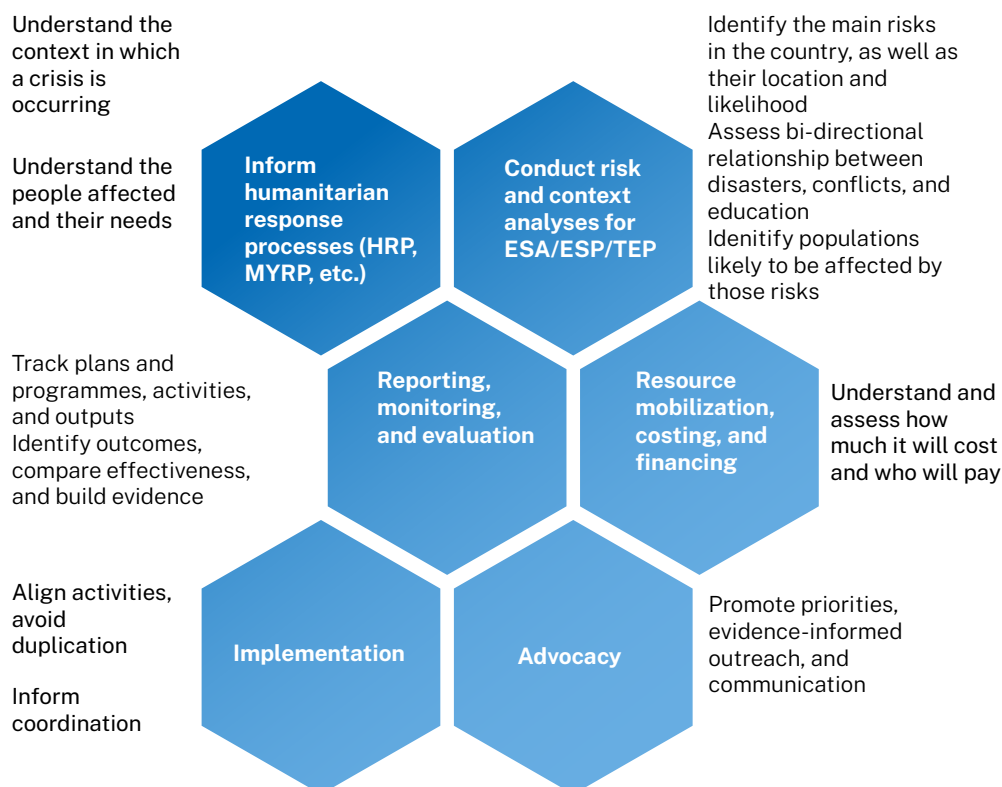 Understand the
context in which
a crisis is
occurring
Understand the
people affected
and their needs
Inform
humanitarian
response
processes (HRP,
MYRP, etc.)
Conduct risk
and context
analyses for
ESA/ESP/TEP
Identify the main risks
in the country, as well as
their location and
likelihood
Assess bi-directional
relationship between
disasters, conflicts, and
education
Idenitify populations
likely to be affected by
those risks
Track plans and
programmes, activities,
and outputs
Identify outcomes,
compare effectiveness,
and build evidence
Reporting,
monitoring,
and evaluation
Resource
mobilization,
costing, and
financing
Understand and
assess how
much it will cost
and who will pay
Align activities,
avoid
duplication
Inform
coordination
Implementation
Advocacy
Promote priorities,
evidence-informed
outreach, and
communication